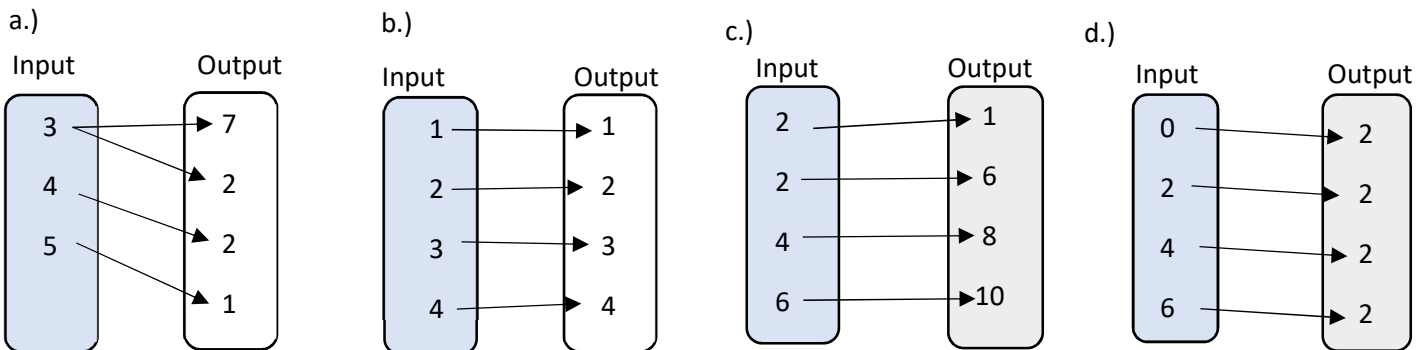 a.)
Input Output
3 7
4 2
5 2
1
b.)
Input Output
1 1
2 2
3 3
4 4
c.)
Input Output
2 1
2 6
4 8
6 10
d.)
Input Output
0 2
2 2
4 2
6 2